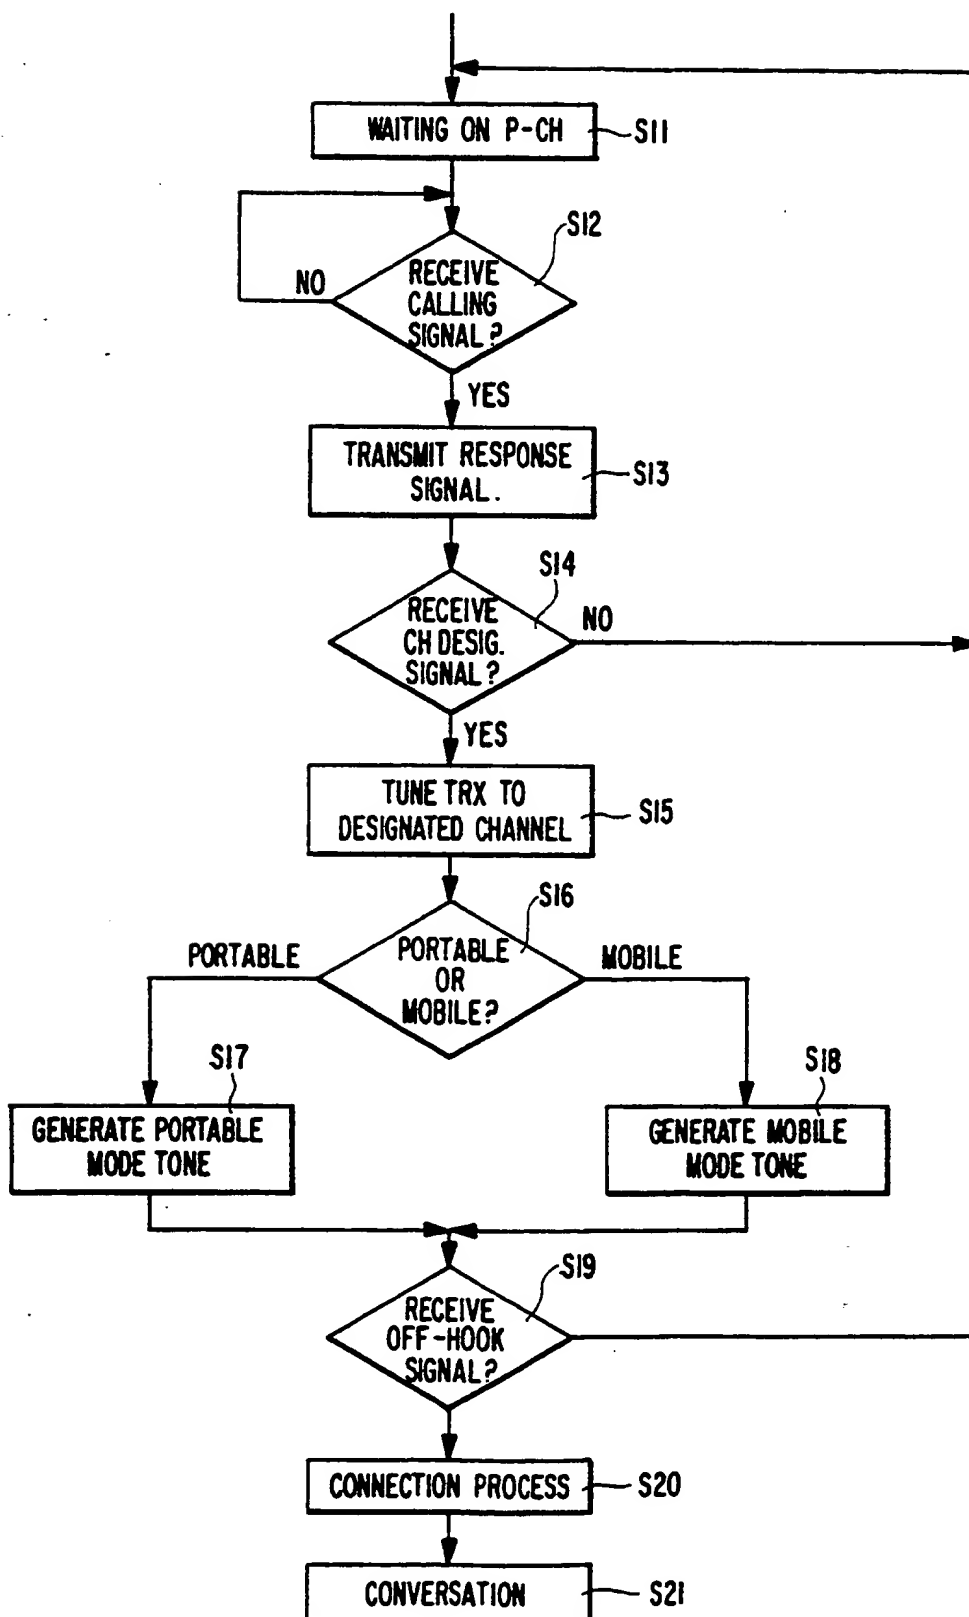 WAITING ON P-CH
S11
S12
RECEIVE
CALLING
SIGNAL?
NO
YES
TRANSMIT RESPONSE
SIGNAL.
S13
S14
RECEIVE
CH DESIG.
SIGNAL?
NO
YES
TUNE TRX TO
DESIGNATED CHANNEL
S15
S16
PORTABLE
OR
MOBILE?
PORTABLE
MOBILE
S17
GENERATE PORTABLE
MODE TONE
S18
GENERATE MOBILE
MODE TONE
S19
RECEIVE
OFF-HOOK
SIGNAL?
CONNECTION PROCESS
S20
CONVERSATION
S21